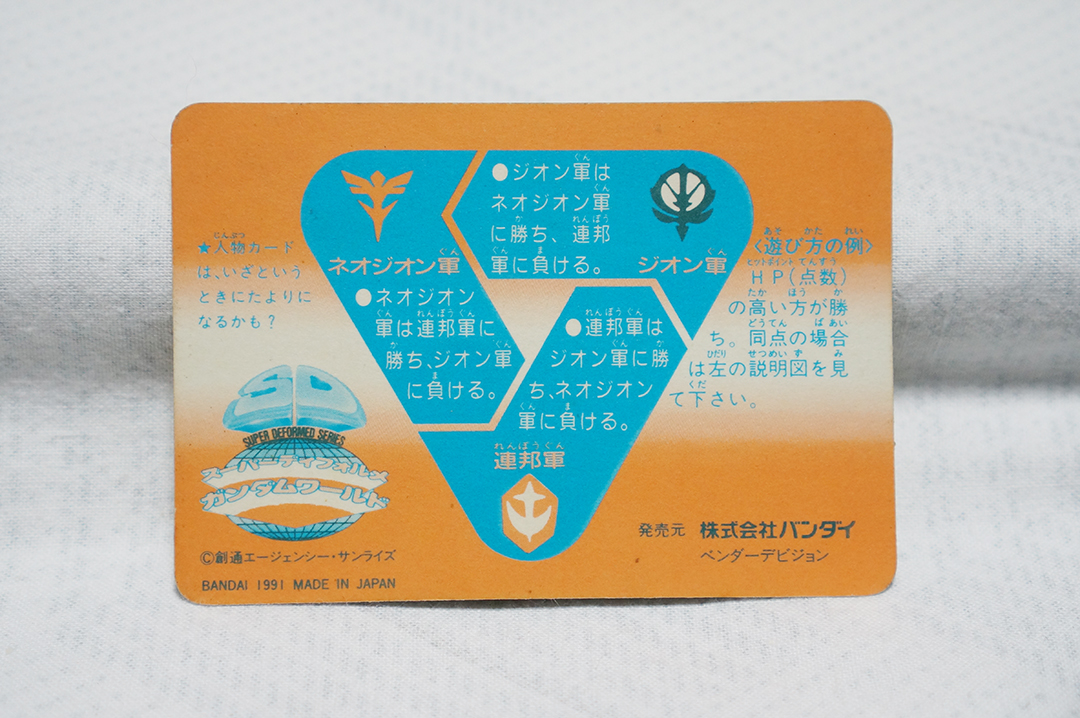 ●ジオン軍は
ネオジオン軍
に勝ち、連邦
軍に負ける。
ネオジオン軍
ジオン軍
●ネオジオン
軍は連邦軍に
勝ち、ジオン軍
に負ける。
●連邦軍は
ジオン軍に勝
ち、ネオジオン
軍に負ける。
連邦軍
★人物カード
は、いざという
ときにたよりに
なるかも?
〈遊び方の例〉
HP(点数)
の高い方が勝
ち。同点の場合
は左の説明図を見
て下さい。
SD
SUPER DEFORMED SERIES
スーパーディフォルメ
ガンダムワールド
©創通エージェンシー・サンライズ
BANDAI 1991 MADE IN JAPAN
発売元 株式会社バンダイ
ベンダーデビジョン